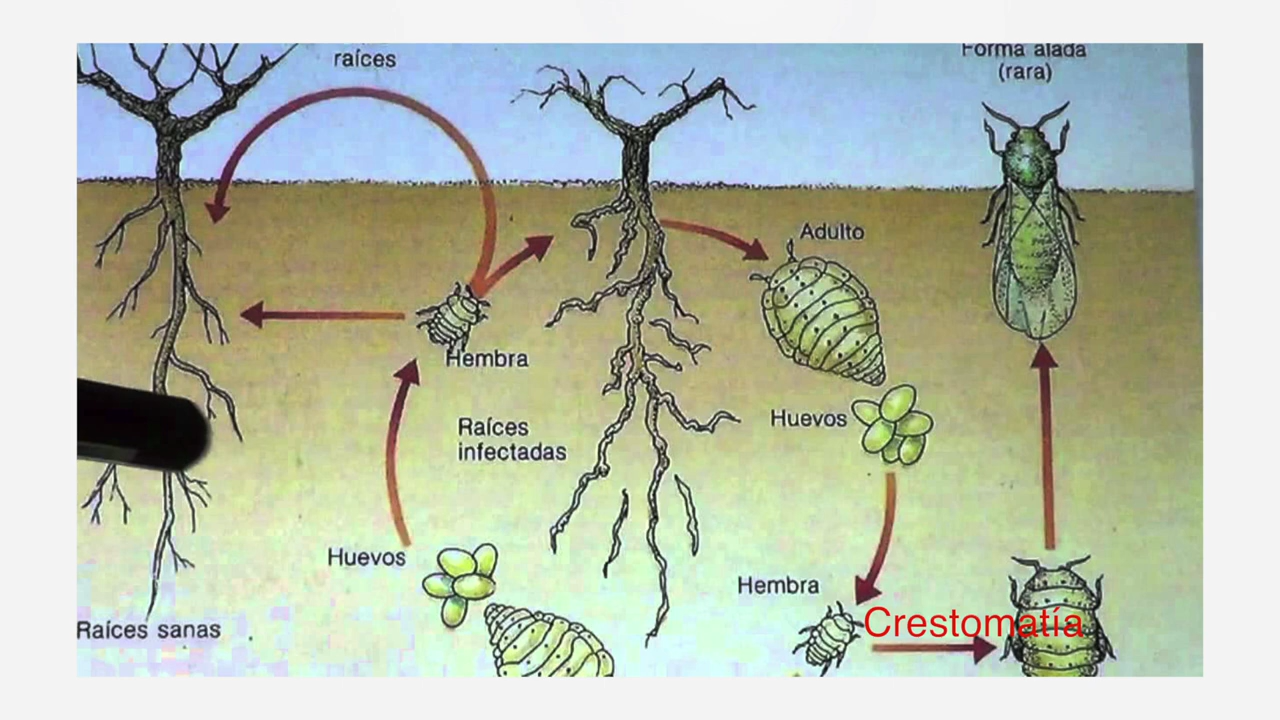 raíces
Forma alada
(rara)
Adulto
Hembra
Huevos
Raíces
infectadas
Huevos
Hembra
Crestomatía
Raíces sanas